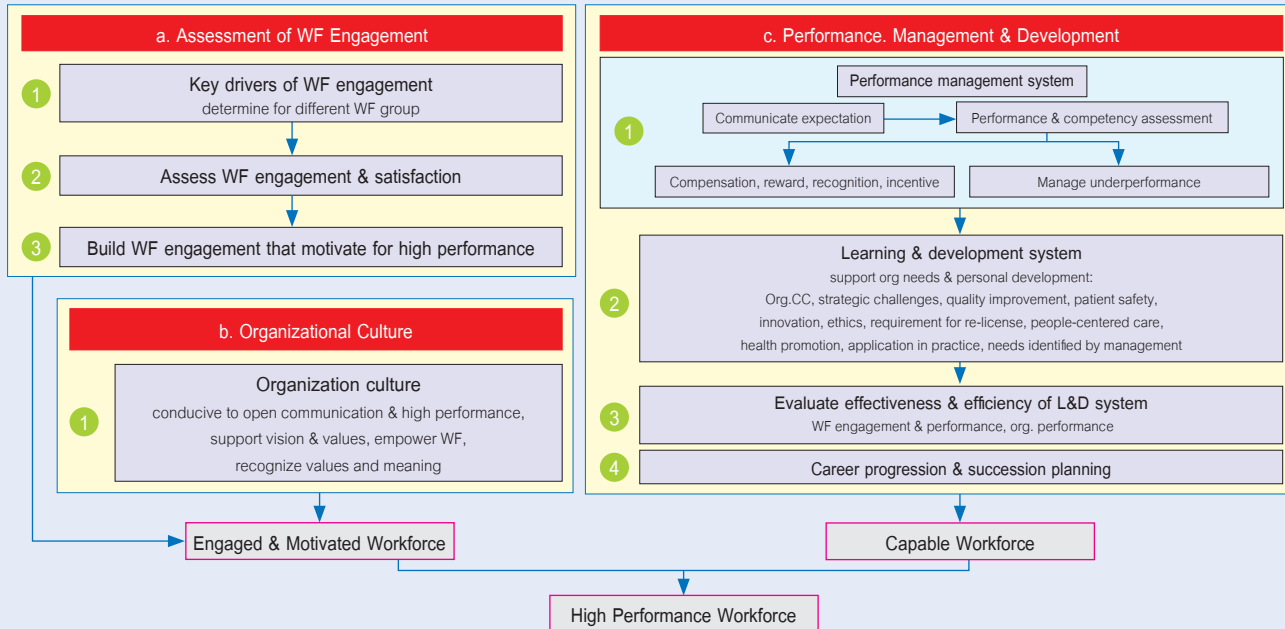 a. Assessment of WF Engagement
1
Key drivers of WF engagement
determine for different WF group
2
Assess WF engagement & satisfaction
3
Build WF engagement that motivate for high performance
b. Organizational Culture
1
Organization culture
conducive to open communication & high performance,
support vision & values, empower WF,
recognize values and meaning
c. Performance. Management & Development
1
Performance management system
Communicate expectation
Performance & competency assessment
Compensation, reward, recognition, incentive
Manage underperformance
2
Learning & development system
support org needs & personal development:
Org.CC, strategic challenges, quality improvement, patient safety,
innovation, ethics, requirement for re-license, people-centered care,
health promotion, application in practice, needs identified by management
3
Evaluate effectiveness & efficiency of L&D system
WF engagement & performance, org. performance
4
Career progression & succession planning
Engaged & Motivated Workforce
Capable Workforce
High Performance Workforce